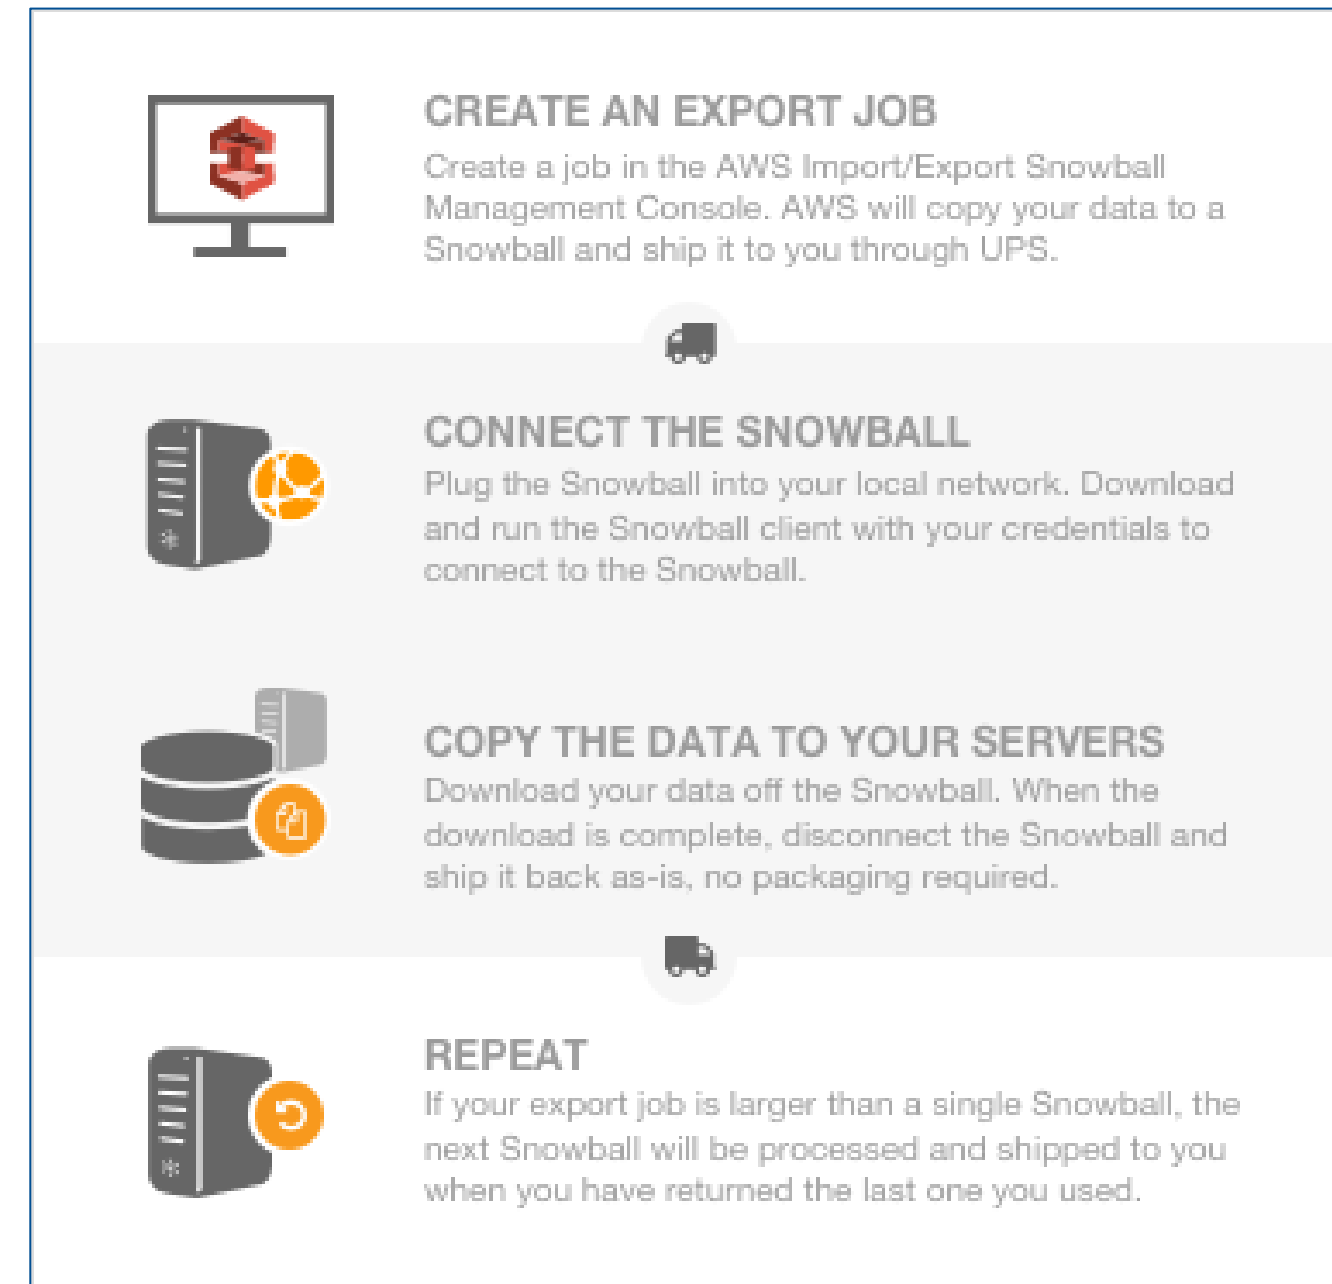 CREATE AN EXPORT JOB
Create a job in the AWS Import/Export Snowball
Management Console. AWS will copy your data to a
Snowball and ship it to you through UPS.
CONNECT THE SNOWBALL
Plug the Snowball into your local network. Download
and run the Snowball client with your credentials to
connect to the Snowball.
COPY THE DATA TO YOUR SERVERS
Download your data off the Snowball. When the
download is complete, disconnect the Snowball and
ship it back as-is, no packaging required.
REPEAT
If your export job is larger than a single Snowball, the
next Snowball will be processed and shipped to you
when you have returned the last one you used.